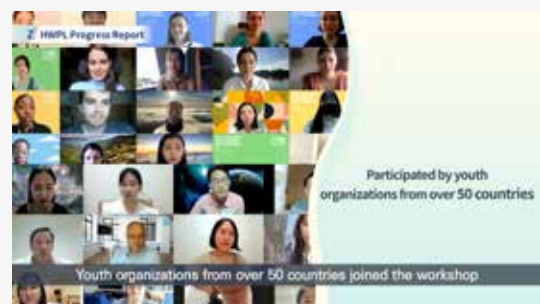 HWPL Progress Report
Participated by youth
organizations from over 50 countries
Youth organizations from over 50 countries joined the workshop